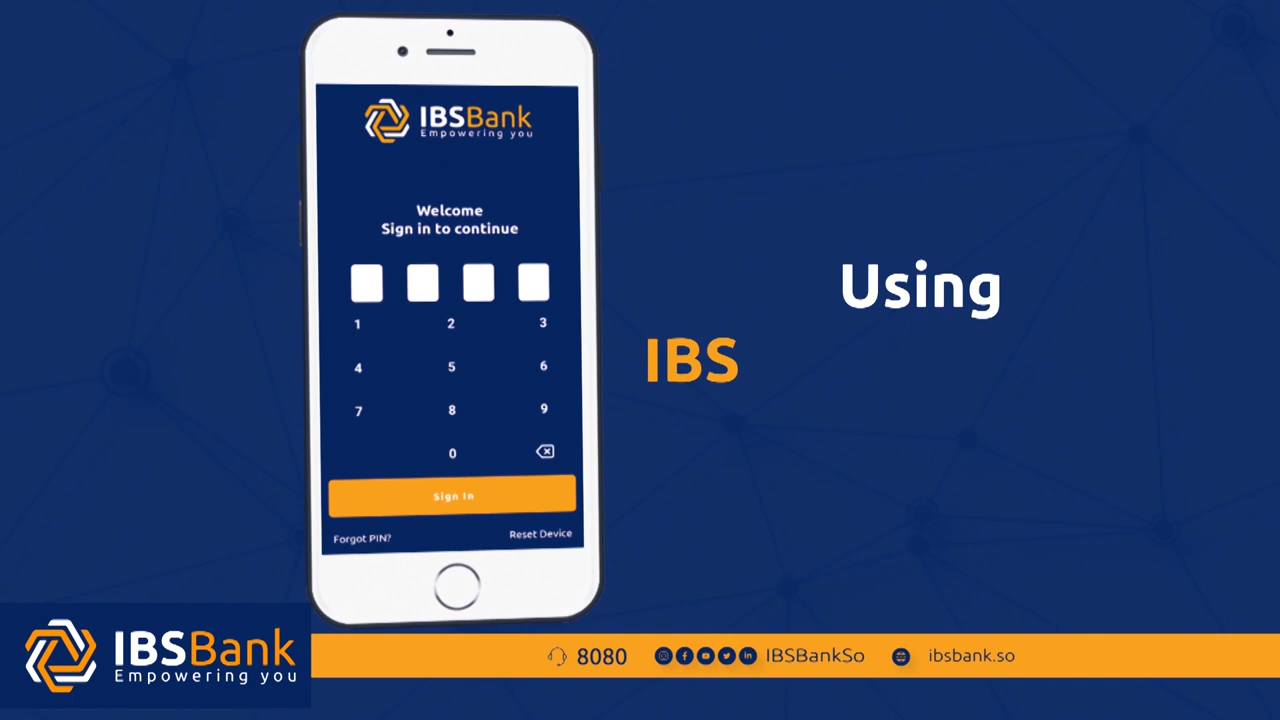 IBSBank
Empowering you
Welcome
Sign in to continue
1 2 3
4 5 6
7 8 9
0
Sign In
Forgot PIN? Reset Device
Using
IBS
IBSBank
Empowering you
8080 IBSBankSo ibsbank.so